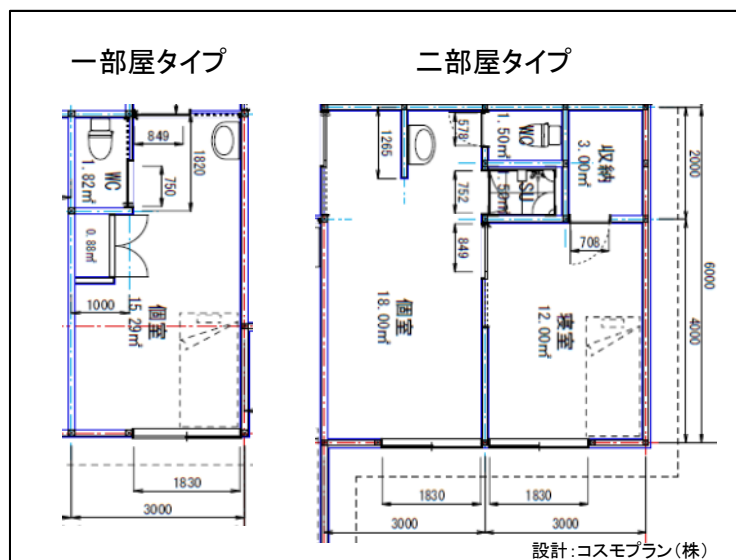 一部屋タイプ
849
1820
WC
1.82㎡
750
0.88㎡
1000
個室
15.29㎡
1830
3000
二部屋タイプ
1265
578
WC
1.50㎡
収納
3.00㎡
2000
752
SU
849
708
6000
個室
18.00㎡
寝室
12.00㎡
4000
1830
1830
3000
3000
設計:コスモプラン(株)